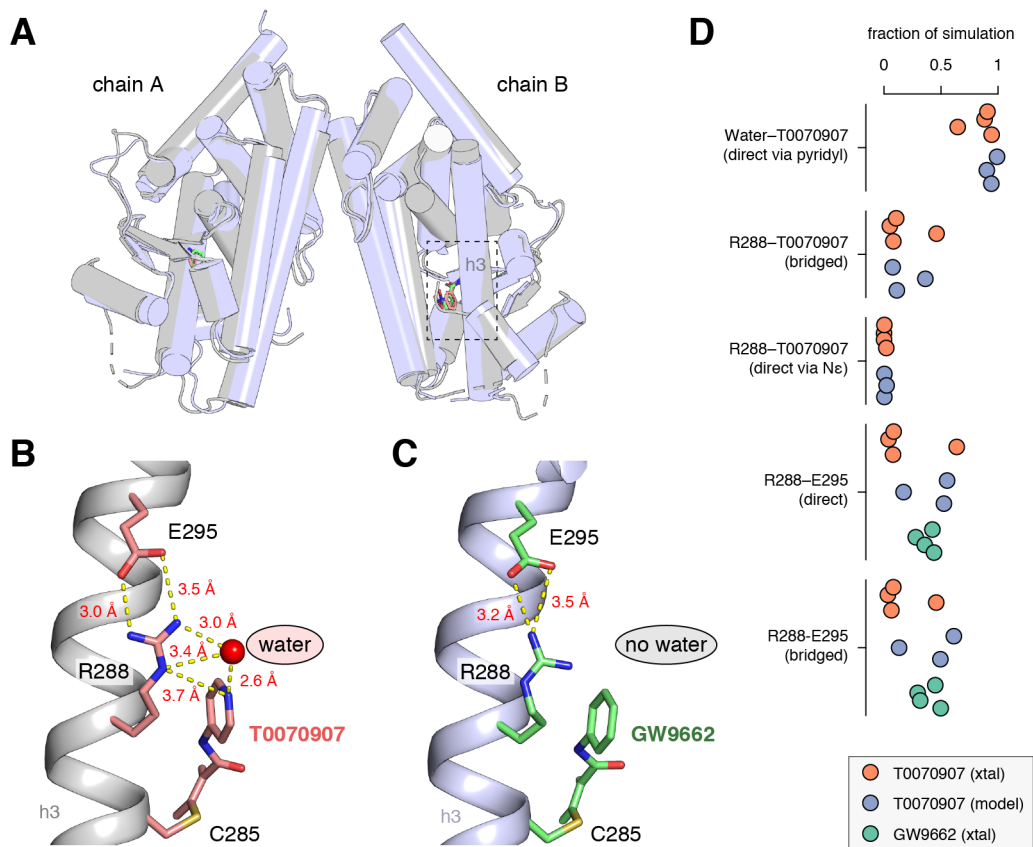 A
chain A
chain B
h3
B
E295
3.5 Å
3.0 Å
3.0 Å
water
3.4 Å
R288
2.6 Å
3.7 Å
T0070907
h3
C285
C
E295
3.2 Å
3.5 Å
no water
R288
GW9662
h3
C285
D
fraction of simulation
0 0.5 1
Water–T0070907
(direct via pyridyl)
R288–T0070907
(bridged)
R288–T0070907
(direct via Nε)
R288–E295
(direct)
R288-E295
(bridged)
T0070907 (xtal)
T0070907 (model)
GW9662 (xtal)